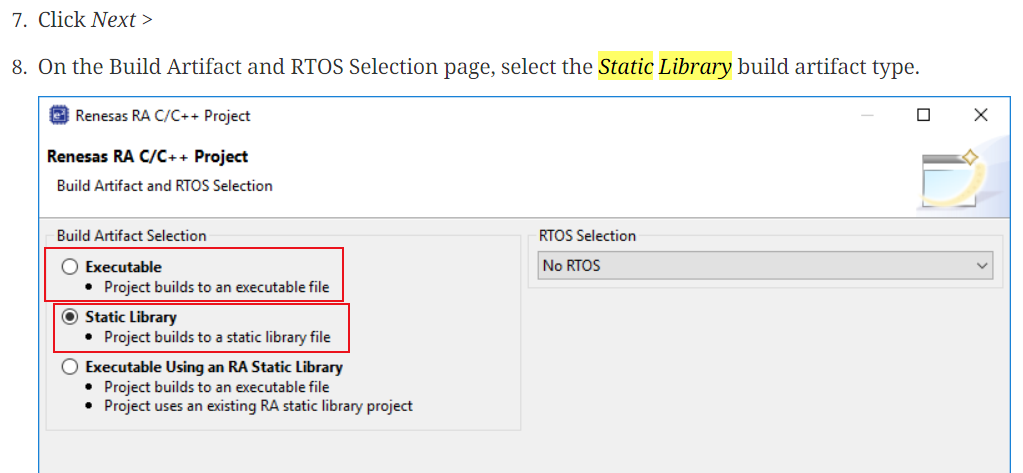 7. Click Next >
8. On the Build Artifact and RTOS Selection page, select the Static Library build artifact type.
Renesas RA C/C++ Project
Renesas RA C/C++ Project
Build Artifact and RTOS Selection
Build Artifact Selection
Executable
• Project builds to an executable file
Static Library
• Project builds to a static library file
Executable Using an RA Static Library
• Project builds to an executable file
• Project uses an existing RA static library project
RTOS Selection
No RTOS